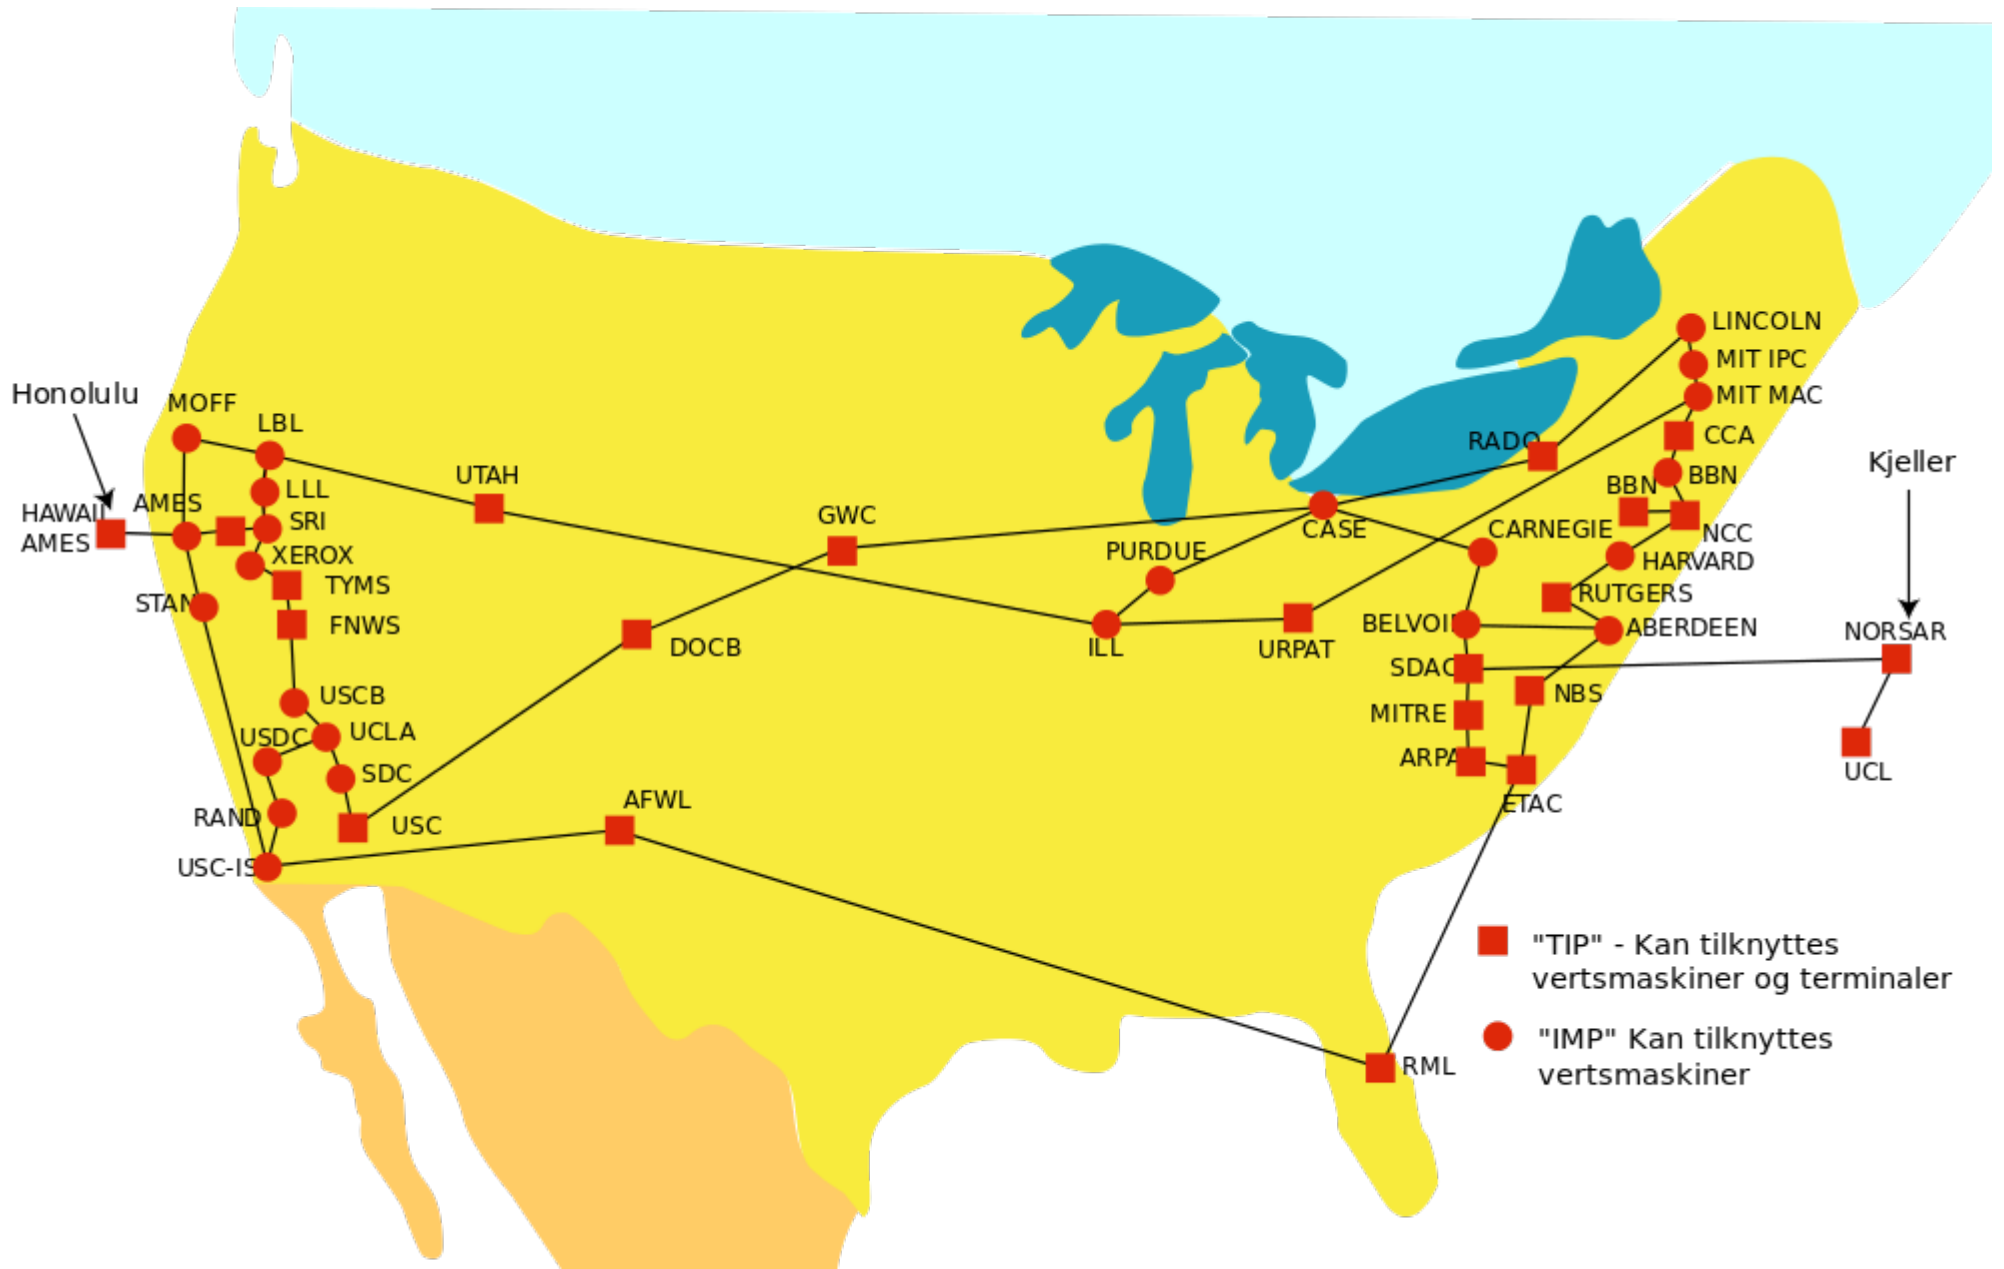 LINCOLN
MIT IPC
Honolulu
MOFF
MIT MAC
LBL
RADO
CCA
Kjeller
UTAH
LLL
BBN
BBN
AMES
HAWAII
AMES
SRI
GWC
CASE
CARNEGIE
NCC
XEROX
PURDUE
HARVARD
TYMS
STAN
RUTGERS
FNWS
BELVOI
ABERDEEN
NORSAR
DOCB
ILL
URPAT
SDAC
USCB
NBS
MITRE
USDC
UCLA
ARPA
SDC
UCL
AFWL
ETAC
RAND
USC
USC-IS
"TIP" - Kan tilknyttes
vertsmaskiner og terminaler
"IMP" Kan tilknyttes
vertsmaskiner
RML